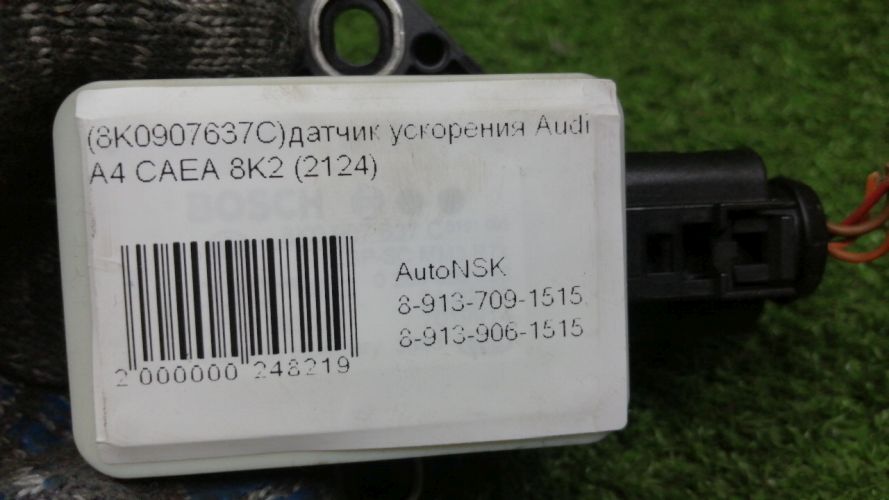 (8K0907637C)датчик ускорения Audi
A4 CAEA 8K2 (2124)
BOSCH
AutoNSK
8-913-709-1515
8-913-906-1515
2 000000 248219